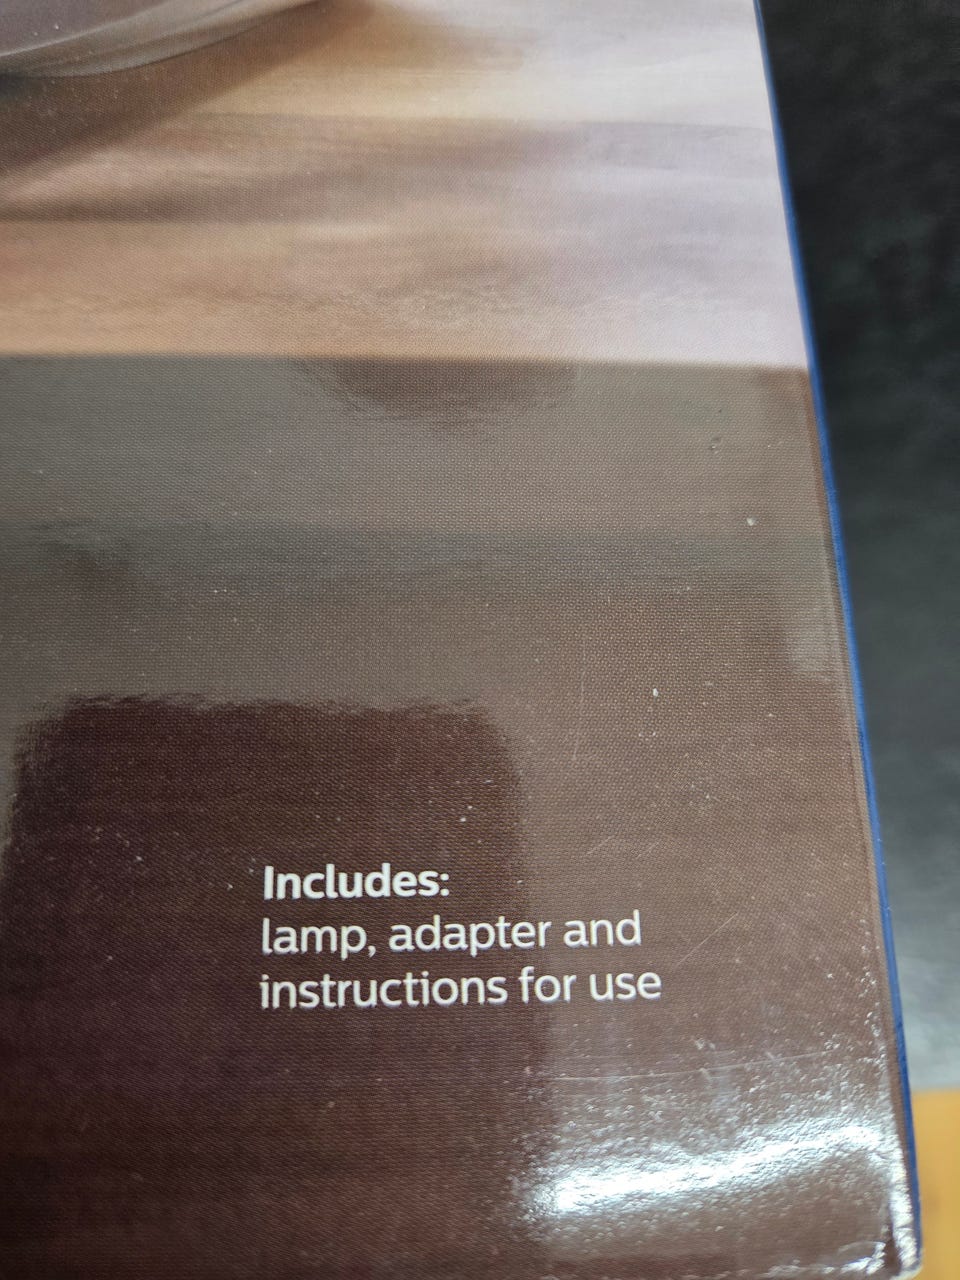 Includes:
lamp, adapter and
instructions for use